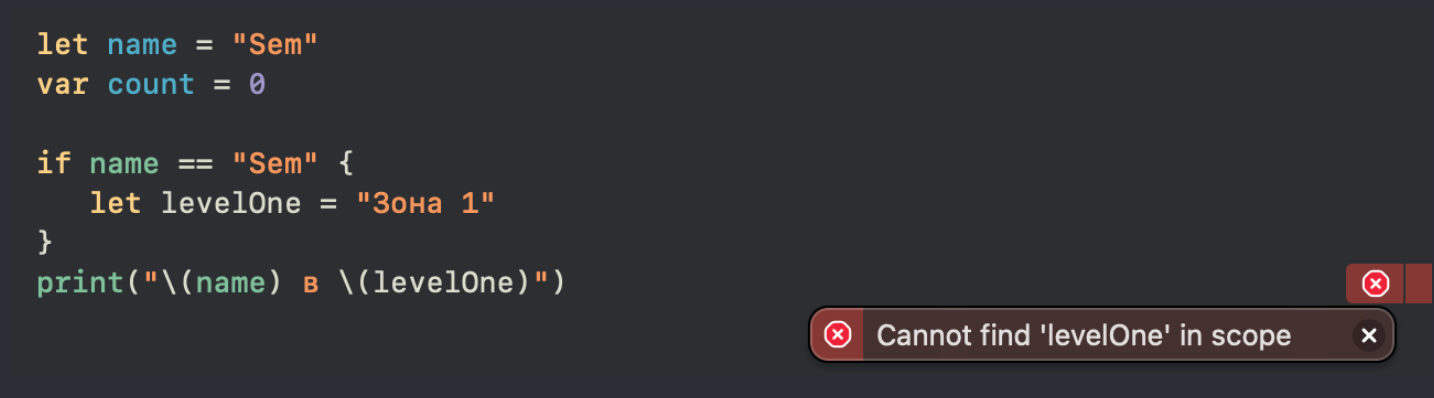 let name = "Sem"
var count = 0
if name == "Sem" {
let levelOne = "Зона 1"
}
print("\(name) в \(levelOne)")
Cannot find 'levelOne' in scope